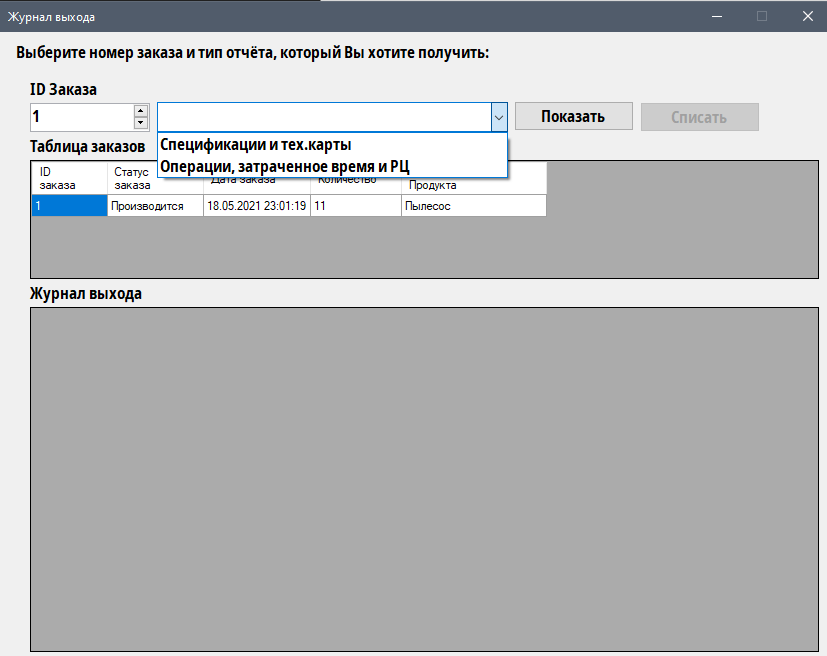 Журнал выхода
Выберите номер заказа и тип отчёта, который Вы хотите получить:
ID Заказа
1
Показать
Списать
Спецификации и тех.карты
Операции, затраченное время и РЦ
Таблица заказов
ID заказа
Статус заказа
Дата заказа
Количество
Продукта
1
Производится
18.05.2021 23:01:19
11
Пылесос
Журнал выхода